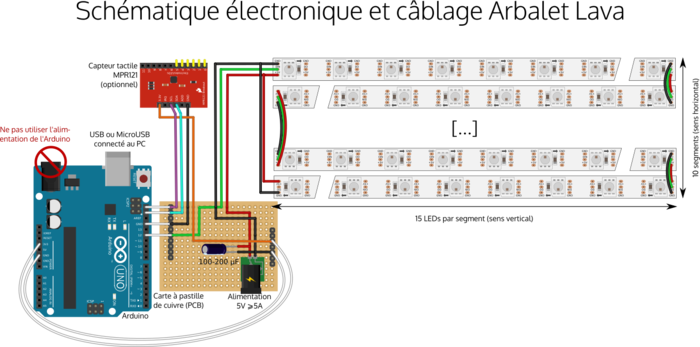 Schématique électronique et câblage Arbalet Lava
Capteur tactile
MPR121
(optionnel)
Ne pas utiliser l'alim-
entation de l'Arduino
USB ou MicroUSB
connecté au PC
[...]
10 segments (sens horizontal)
15 LEDs par segment (sens vertical)
100-200 µF
Carte à pastille
de cuivre (PCB)
Alimentation
5V ⩾5A
UNO
Arduino
Arduino